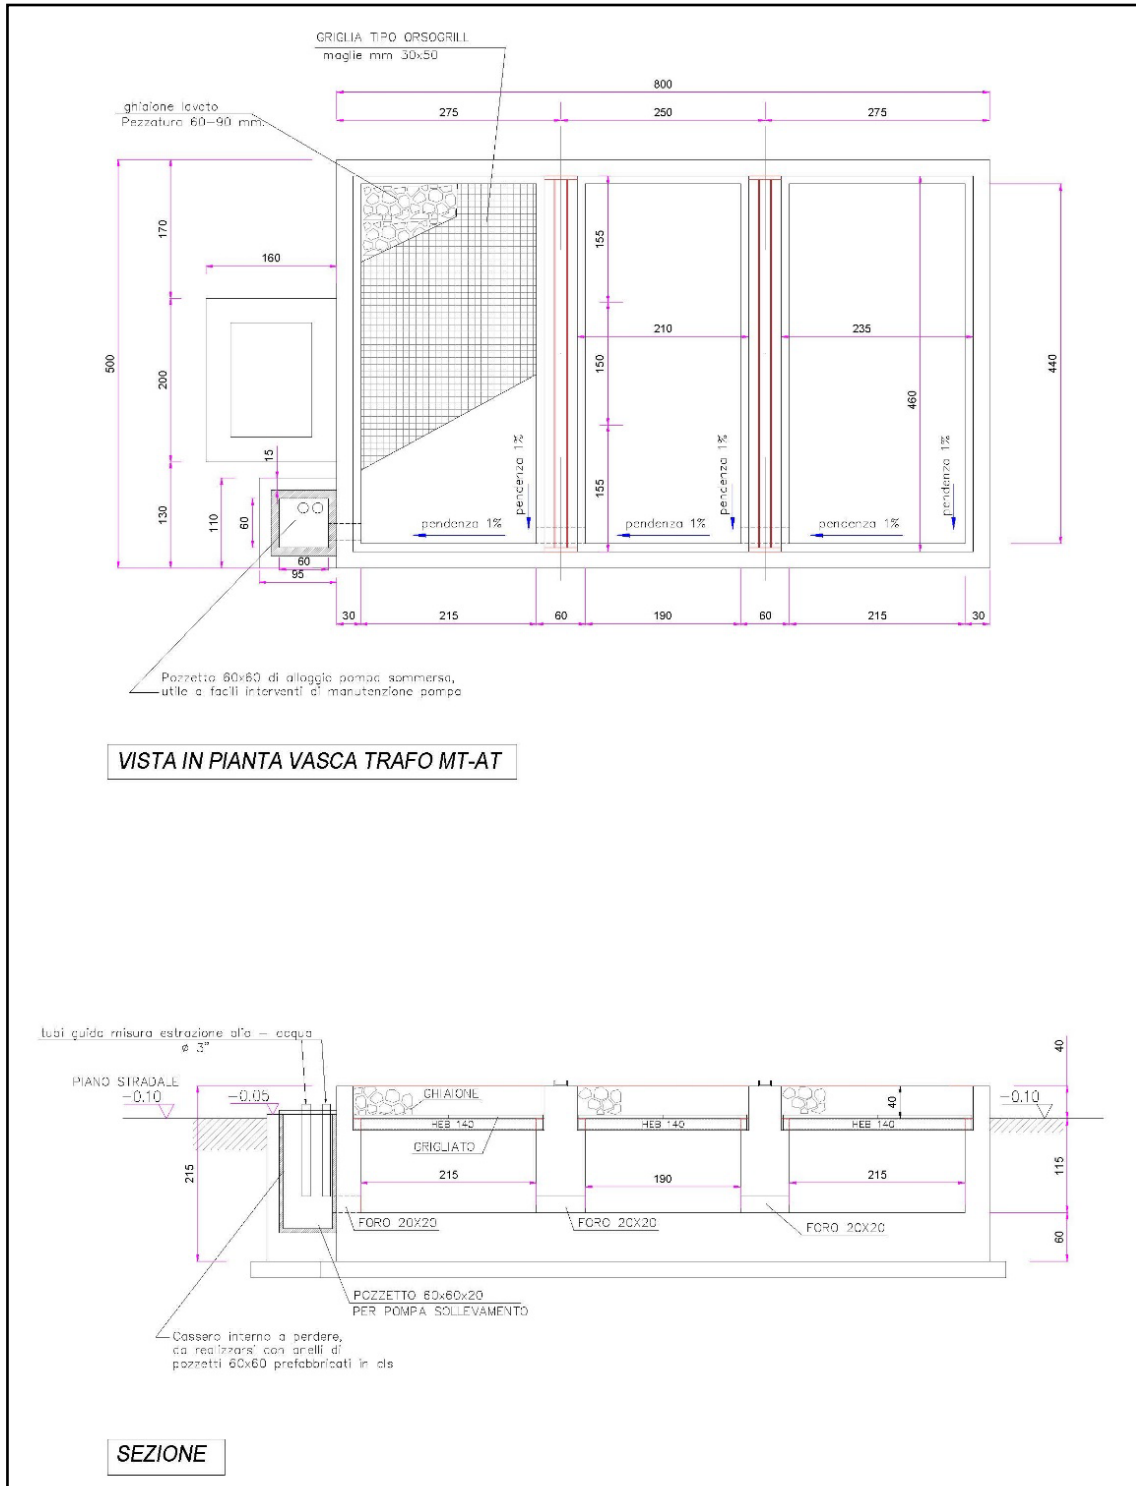 GRIGLIA TIPO ORSOGRILL
maglie mm 30x50
ghiaione lavato
Pezzatura 60-90 mm.
800
275
250
275
170
160
500
200
130
15
110
60
60
95
155
150
155
210
235
460
440
pendenza 1%
pendenza 1%
pendenza 1%
pendenza 1%
pendenza 1%
pendenza 1%
30
215
60
190
60
215
30
Pozzetto 60x60 di alloggio pompa sommersa,
utile a facili interventi di manutenzione pompa
VISTA IN PIANTA VASCA TRAFO MT-AT
tubi guida misura estrazione olio - acqua
ø 3"
PIANO STRADALE
-0.10
-0.05
GHIAIONE
40
40
-0.10
HEB 140
HEB 140
HEB 140
GRIGLIATO
215
215
190
215
115
60
FORO 20X20
FORO 20X20
FORO 20X20
POZZETTO 60x60x20
PER POMPA SOLLEVAMENTO
Cassero interno a perdere,
da realizzarsi con anelli di
pozzetti 60x60 prefabbricati in cls
SEZIONE